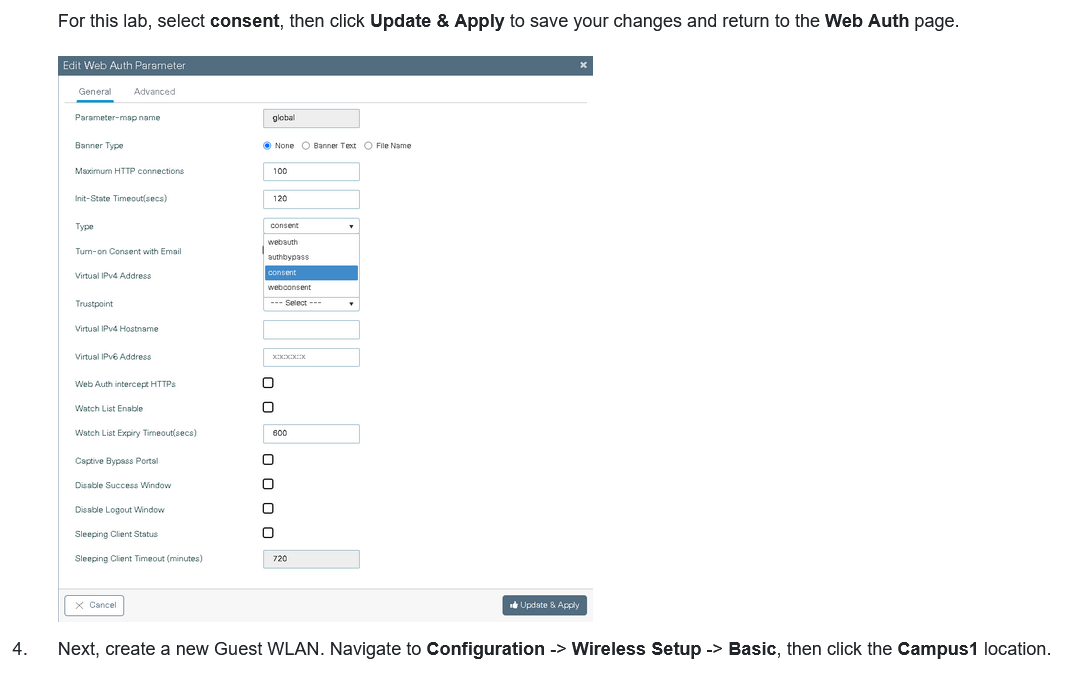 For this lab, select consent, then click Update & Apply to save your changes and return to the Web Auth page.
Edit Web Auth Parameter
General Advanced
Parameter-map name global
Banner Type None Banner Text File Name
Maximum HTTP connections 100
Init-State Timeout(secs) 120
Type consent
webauth
Turn-on Consent with Email
authbypass
consent
Virtual IPv4 Address
webconsent
Trustpoint --- Select ---
Virtual IPv4 Hostname
Virtual IPv6 Address x:x:x:x::x
Web Auth intercept HTTPs
Watch List Enable
Watch List Expiry Timeout(secs) 600
Captive Bypass Portal
Disable Success Window
Disable Logout Window
Sleeping Client Status
Sleeping Client Timeout (minutes) 720
Cancel Update & Apply
4. Next, create a new Guest WLAN. Navigate to Configuration -> Wireless Setup -> Basic, then click the Campus1 location.